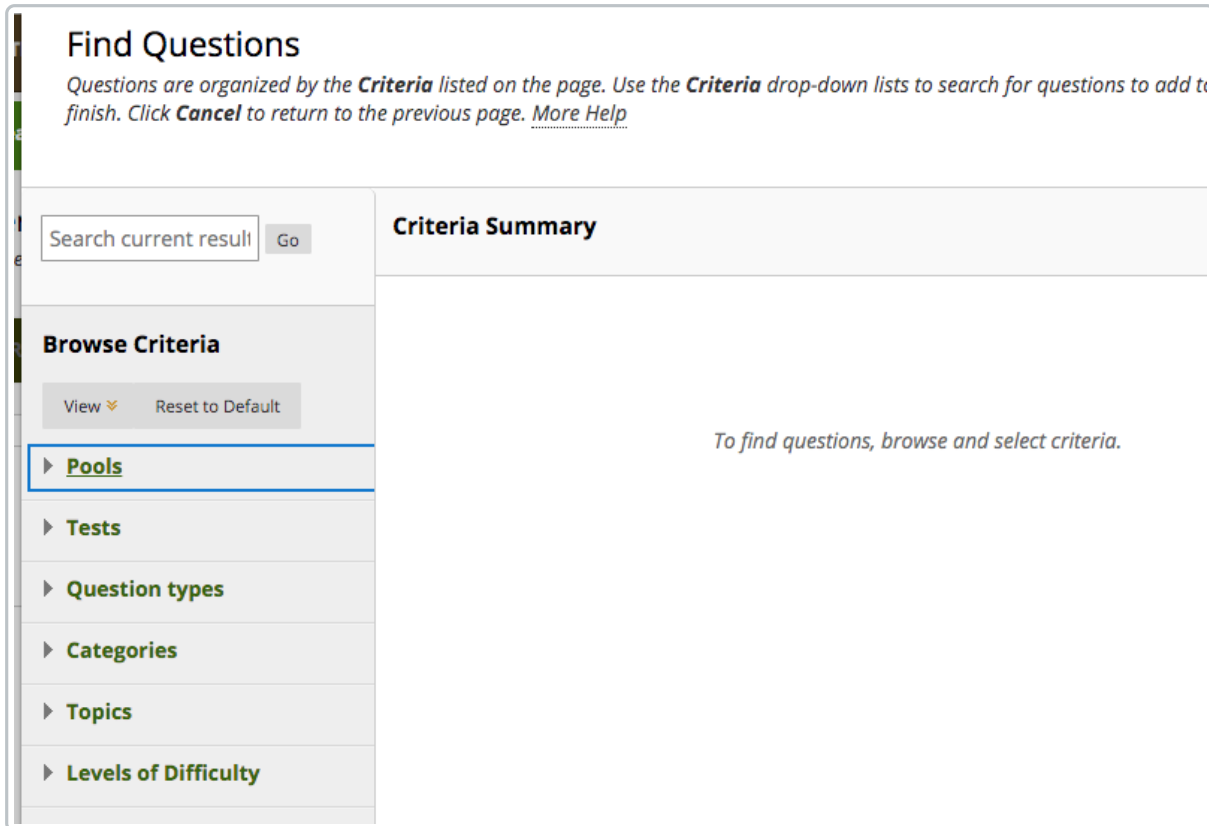 Find Questions
Questions are organized by the Criteria listed on the page. Use the Criteria drop-down lists to search for questions to add
finish. Click Cancel to return to the previous page. More Help
Search current
Go
Criteria Summary
Browse Criteria
View
Reset to Default
To find questions, browse and select criteria.
Pools
Tests
Question types
Categories
Topics
Levels of Difficulty